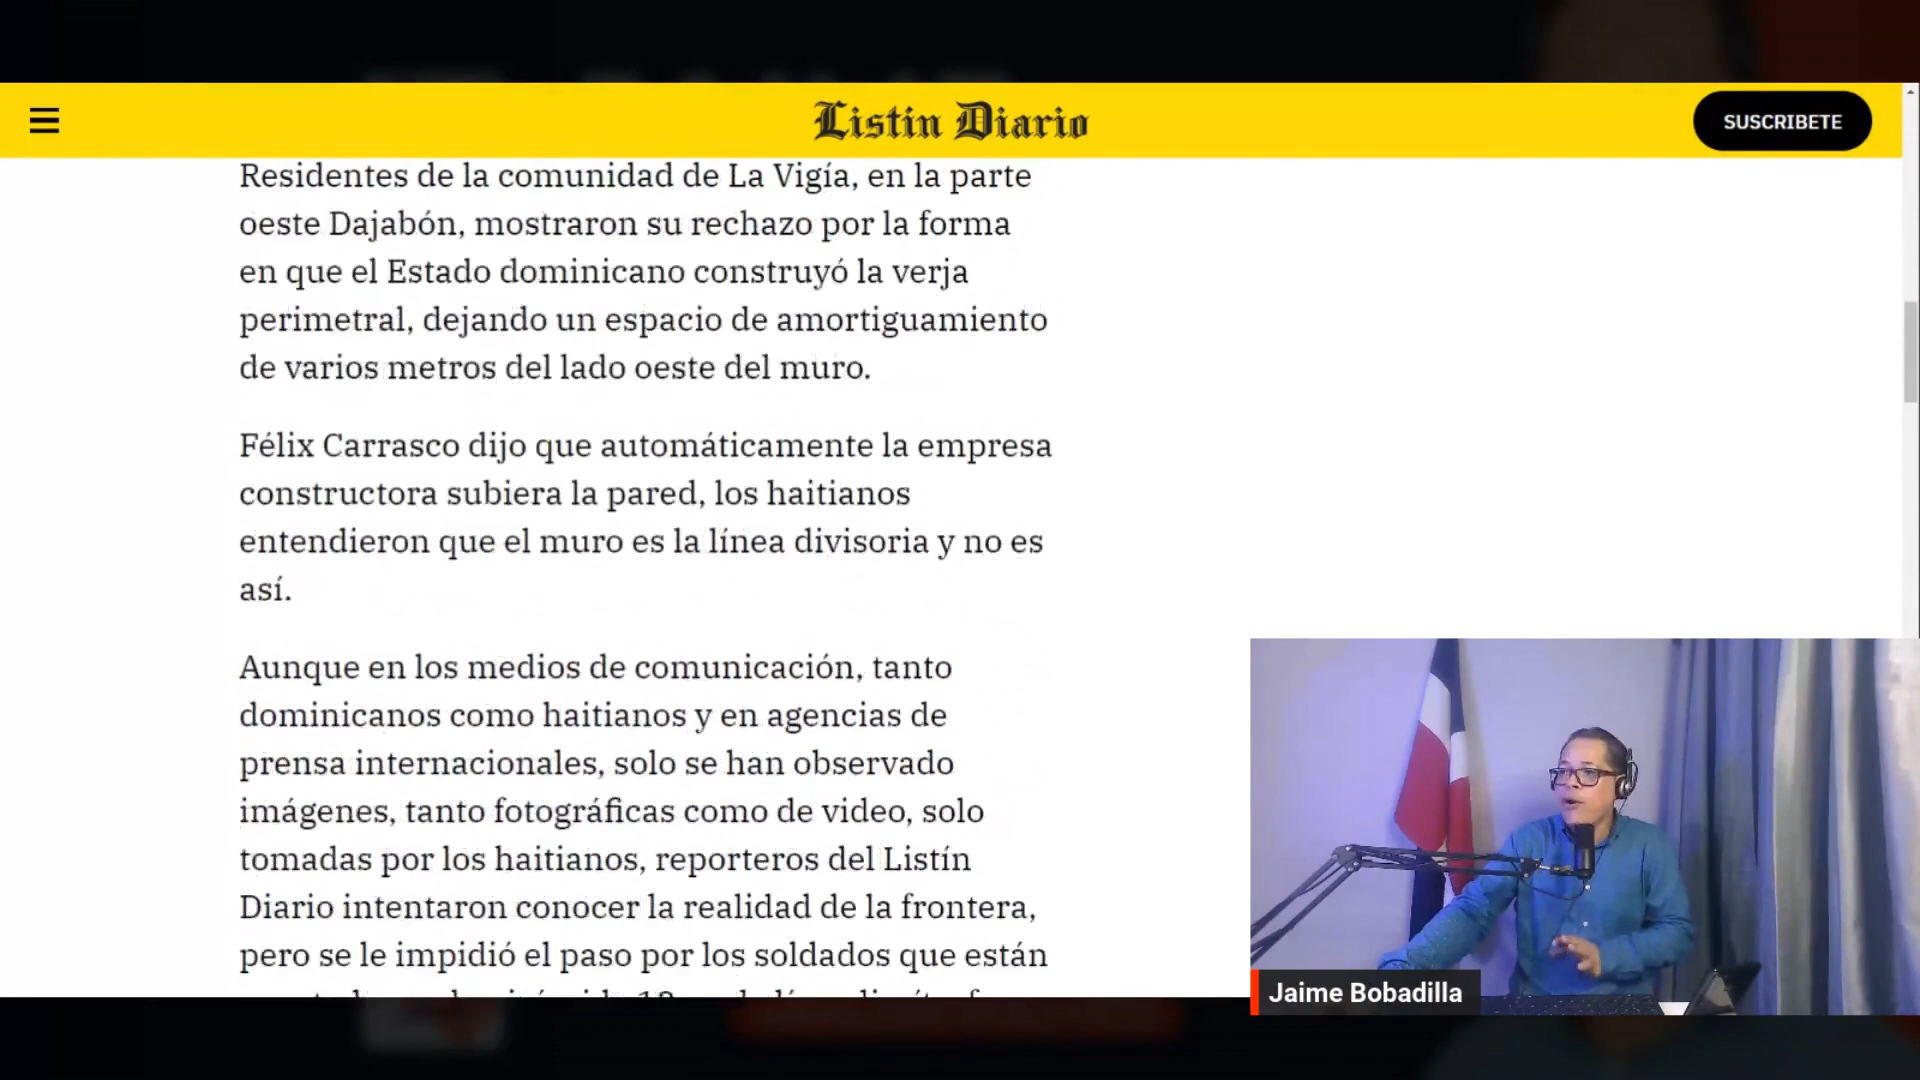 Listin Diario
SUSCRIBETE
Residentes de la comunidad de La Vigía, en la parte
oeste Dajabón, mostraron su rechazo por la forma
en que el Estado dominicano construyó la verja
perimetral, dejando un espacio de amortiguamiento
de varios metros del lado oeste del muro.
Félix Carrasco dijo que automáticamente la empresa
constructora subiera la pared, los haitianos
entendieron que el muro es la línea divisoria y no es
así.
Aunque en los medios de comunicación, tanto
dominicanos como haitianos y en agencias de
prensa internacionales, solo se han observado
imágenes, tanto fotográficas como de video, solo
tomadas por los haitianos, reporteros del Listín
Diario intentaron conocer la realidad de la frontera,
pero se le impidió el paso por los soldados que están
Jaime Bobadilla